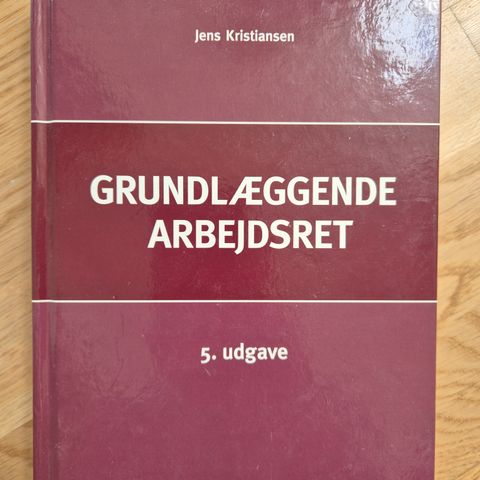 Jens Kristiansen
GRUNDLÆGGENDE
ARBEJDSRET
5. udgave